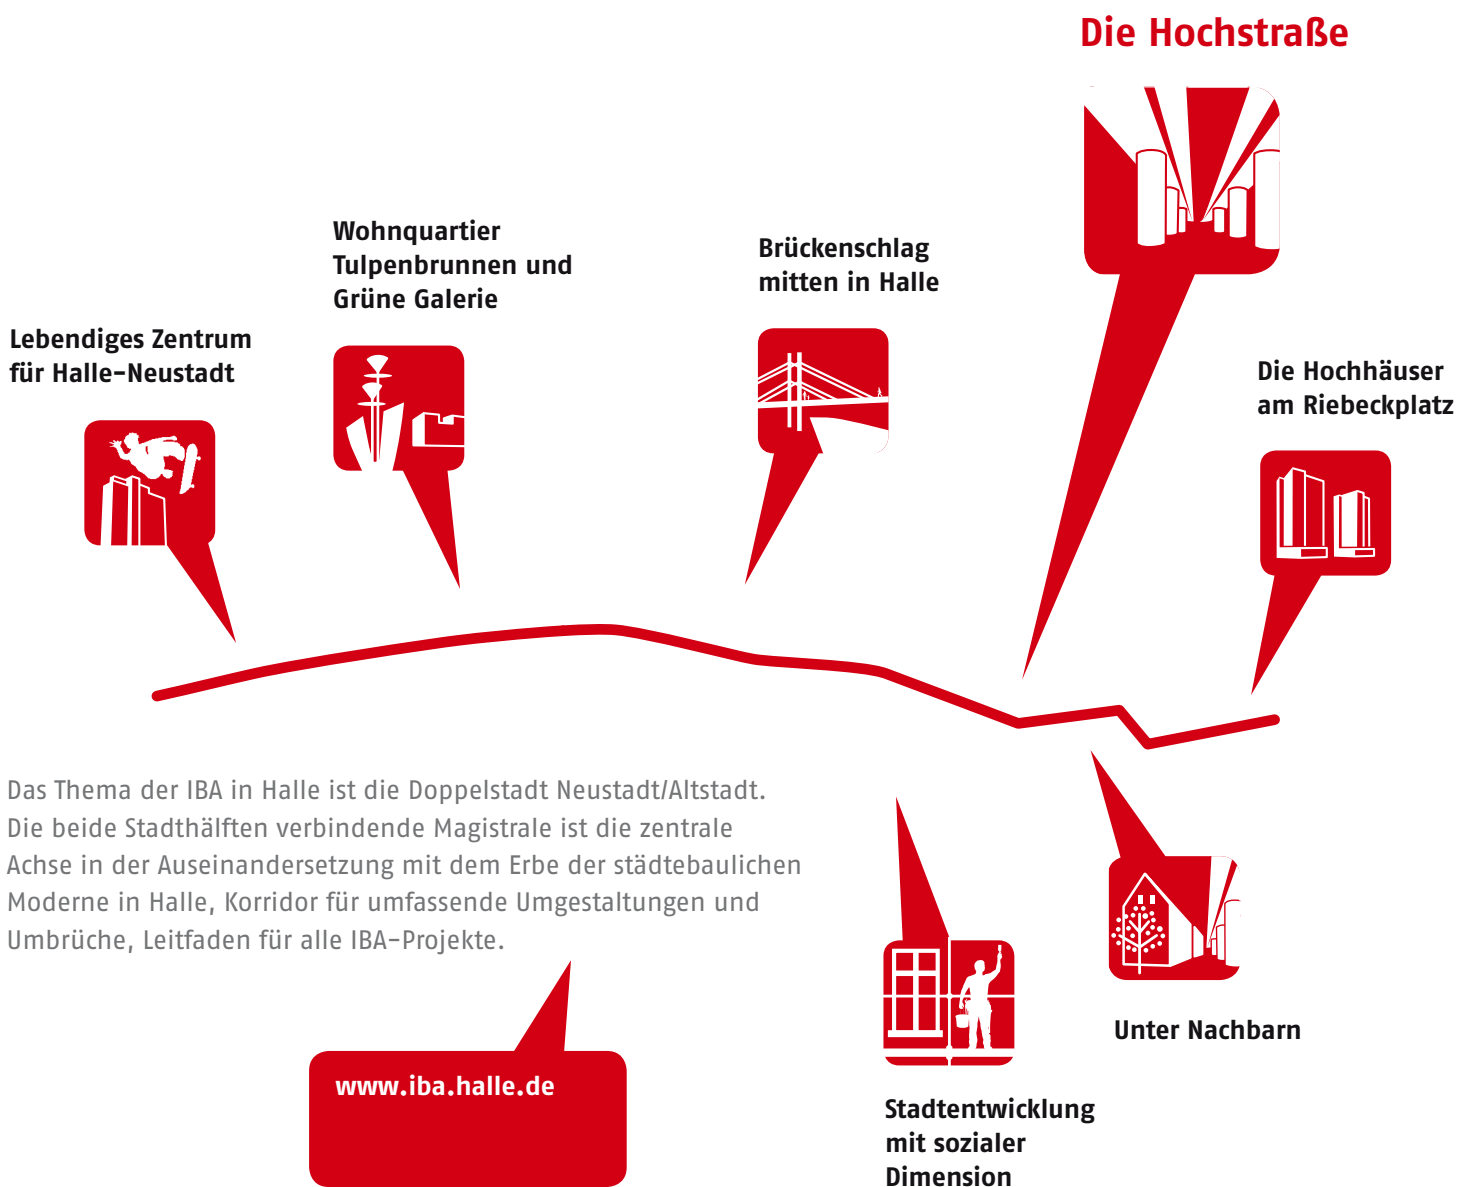 Die Hochstraße
Wohnquartier
Tulpenbrunnen und
Grüne Galerie
Brückenschlag
mitten in Halle
Lebendiges Zentrum
für Halle-Neustadt
Die Hochhäuser
am Riebeckplatz
Das Thema der IBA in Halle ist die Doppelstadt Neustadt/Altstadt.
Die beide Stadthälften verbindende Magistrale ist die zentrale
Achse in der Auseinandersetzung mit dem Erbe der städtebaulichen
Moderne in Halle, Korridor für umfassende Umgestaltungen und
Umbrüche, Leitfaden für alle IBA-Projekte.
www.iba.halle.de
Unter Nachbarn
Stadtentwicklung
mit sozialer
Dimension